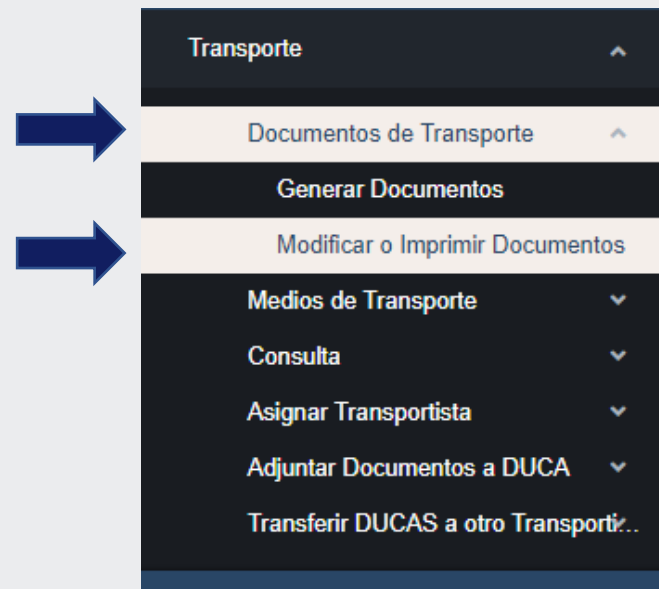 Transporte
Documentos de Transporte
Generar Documentos
Modificar o Imprimir Documentos
Medios de Transporte
Consulta
Asignar Transportista
Adjuntar Documentos a DUCA
Transferir DUCAS a otro Transporti...